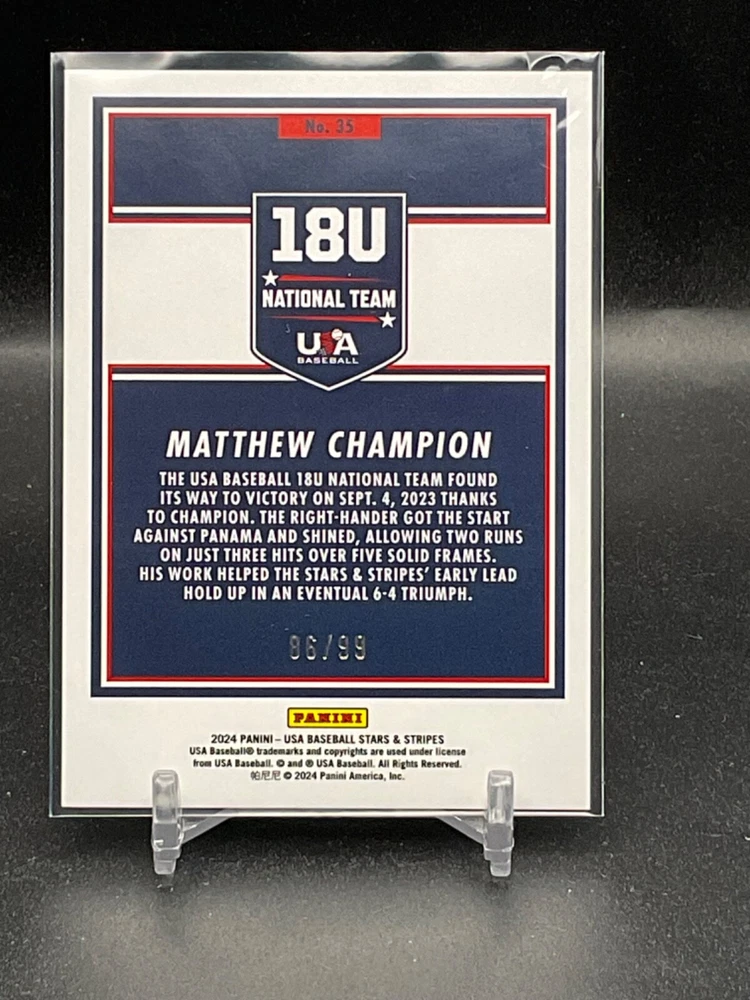 No. 35
18U
NATIONAL TEAM
USA
BASEBALL
MATTHEW CHAMPION
THE USA BASEBALL 18U NATIONAL TEAM FOUND
ITS WAY TO VICTORY ON SEPT. 4, 2023 THANKS
TO CHAMPION. THE RIGHT-HANDER GOT THE START
AGAINST PANAMA AND SHINED, ALLOWING TWO RUNS
ON JUST THREE HITS OVER FIVE SOLID FRAMES.
HIS WORK HELPED THE STARS & STRIPES' EARLY LEAD
HOLD UP IN AN EVENTUAL 6-4 TRIUMPH.
86/99
PANINI
2024 PANINI – USA BASEBALL STARS & STRIPES
USA Baseball® trademarks and copyrights are used under license
from USA Baseball. © and ® USA Baseball. All Rights Reserved.
帕尼尼 © 2024 Panini America, Inc.